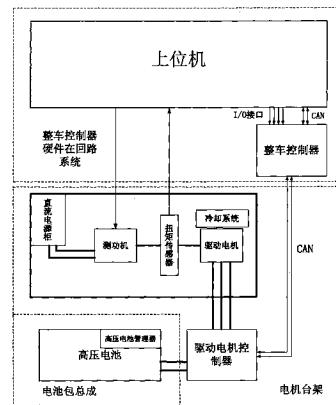 上位机
I/O接口
CAN
整车控制器
硬件在回路
系统
整车控制器
直流电源柜
测功机
扭矩传感器
冷却系统
驱动电机
CAN
高压电池管理器
高压电池
驱动电机控
制器
电池包总成
电机台架